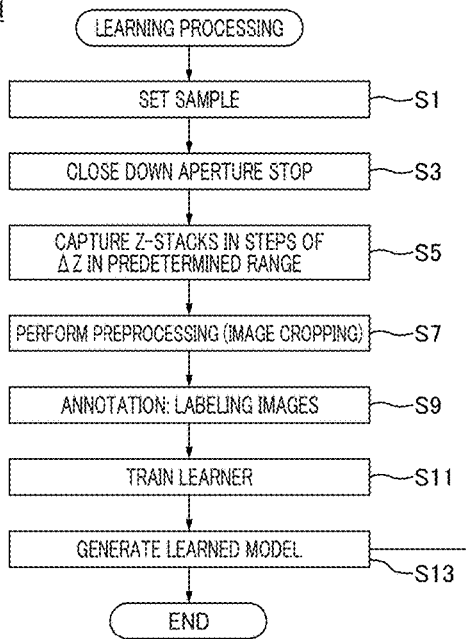 LEARNING PROCESSING
SET SAMPLE
S1
CLOSE DOWN APERTURE STOP
S3
CAPTURE Z-STACKS IN STEPS OF
ΔZ IN PREDETERMINED RANGE
S5
PERFORM PREPROCESSING (IMAGE CROPPING)
S7
ANNOTATION: LABELING IMAGES
S9
TRAIN LEARNER
S11
GENERATE LEARNED MODEL
S13
END